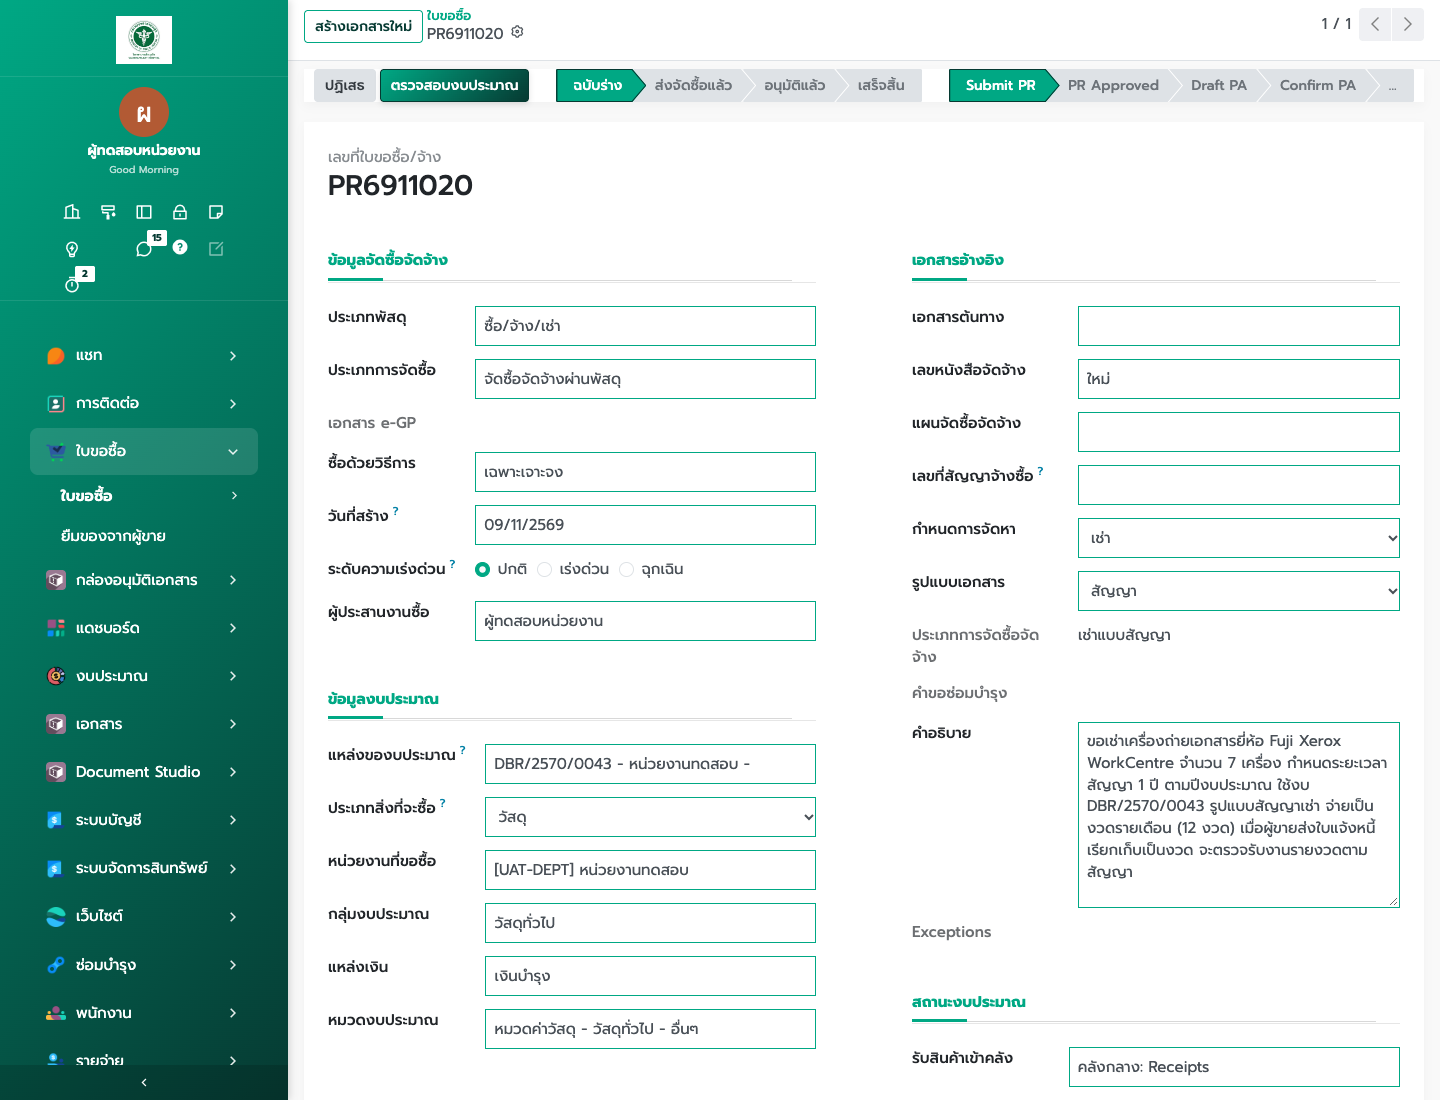 สร้างเอกสารใหม่
ใบขอซื้อ
PR6911020
1 / 1
ผ
ผู้ทดสอบหน่วยงาน
Good Morning
15
?
2
แชท
การติดต่อ
ใบขอซื้อ
ใบขอซื้อ
ยืมของจากผู้ขาย
กล่องอนุมัติเอกสาร
แดชบอร์ด
งบประมาณ
เอกสาร
Document Studio
ระบบบัญชี
ระบบจัดการสินทรัพย์
เว็บไซต์
ซ่อมบำรุง
พนักงาน
รายจ่าย
ปฏิเสธ
ตรวจสอบงบประมาณ
ฉบับร่าง
ส่งจัดซื้อแล้ว
อนุมัติแล้ว
เสร็จสิ้น
Submit PR
PR Approved
Draft PA
Confirm PA
...
เลขที่ใบขอซื้อ/จ้าง
PR6911020
ข้อมูลจัดซื้อจัดจ้าง
ประเภทพัสดุ
ซื้อ/จ้าง/เช่า
ประเภทการจัดซื้อ
จัดซื้อจัดจ้างผ่านพัสดุ
เอกสาร e-GP
ซื้อด้วยวิธีการ
เฉพาะเจาะจง
วันที่สร้าง ?
09/11/2569
ระดับความเร่งด่วน ?
ปกติ
เร่งด่วน
ฉุกเฉิน
ผู้ประสานงานซื้อ
ผู้ทดสอบหน่วยงาน
ข้อมูลงบประมาณ
แหล่งของบประมาณ ?
DBR/2570/0043 - หน่วยงานทดสอบ -
ประเภทสิ่งที่จะซื้อ ?
วัสดุ
หน่วยงานที่ขอซื้อ
[UAT-DEPT] หน่วยงานทดสอบ
กลุ่มงบประมาณ
วัสดุทั่วไป
แหล่งเงิน
เงินบำรุง
หมวดงบประมาณ
หมวดค่าวัสดุ - วัสดุทั่วไป - อื่นๆ
เอกสารอ้างอิง
เอกสารต้นทาง
เลขหนังสือจัดจ้าง
ใหม่
แผนจัดซื้อจัดจ้าง
เลขที่สัญญาจ้างซื้อ ?
กำหนดการจัดหา
เช่า
รูปแบบเอกสาร
สัญญา
ประเภทการจัดซื้อจัด
จ้าง
เช่าแบบสัญญา
คำขอซ่อมบำรุง
คำอธิบาย
ขอเช่าเครื่องถ่ายเอกสารยี่ห้อ Fuji Xerox
WorkCentre จำนวน 7 เครื่อง กำหนดระยะเวลา
สัญญา 1 ปี ตามปีงบประมาณ ใช้งบ
DBR/2570/0043 รูปแบบสัญญาเช่า จ่ายเป็น
งวดรายเดือน (12 งวด) เมื่อผู้ขายส่งใบแจ้งหนี้
เรียกเก็บเป็นงวด จะตรวจรับงานรายงวดตาม
สัญญา
Exceptions
สถานะงบประมาณ
รับสินค้าเข้าคลัง
คลังกลาง: Receipts